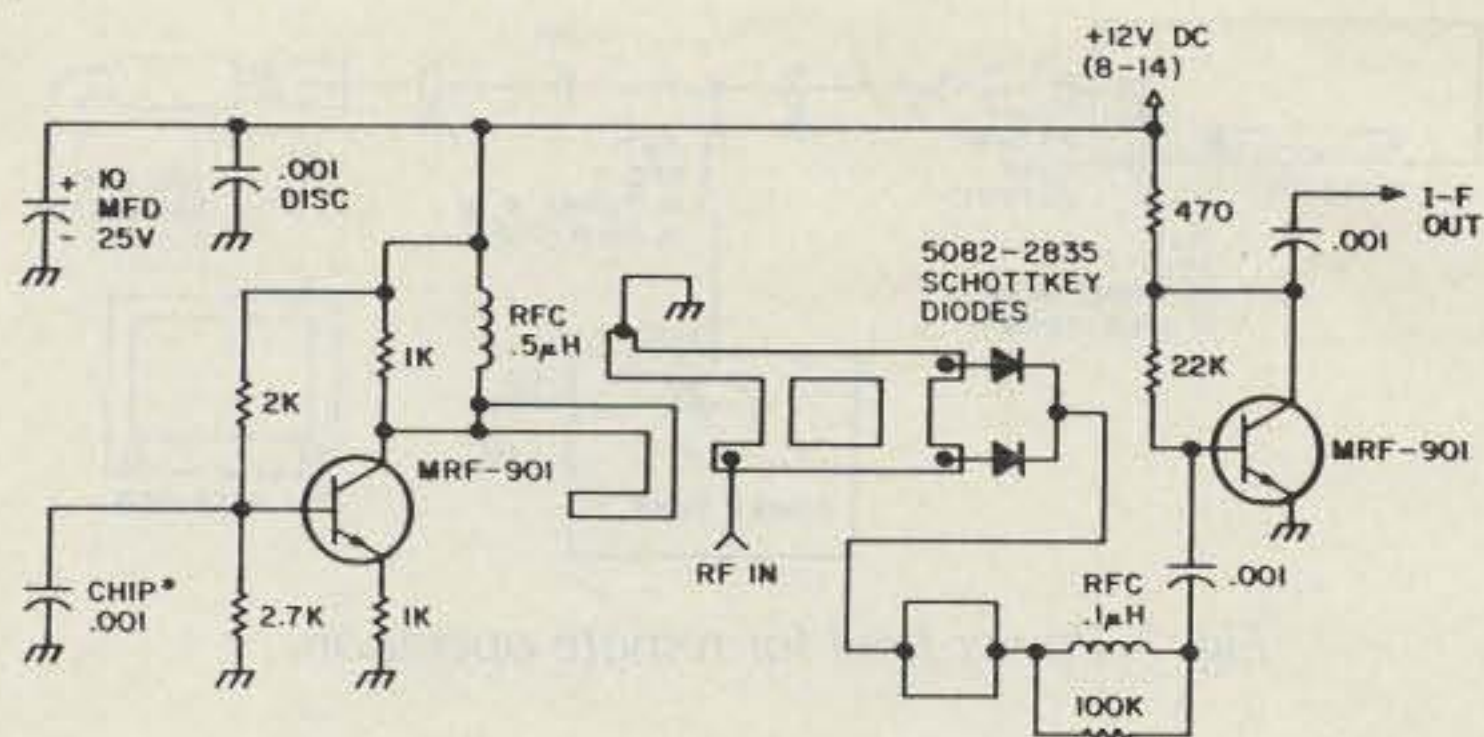 +12V DC
(8-14)
+ 10
MFD
- 25V
.001
DISC
470
.001
I-F
OUT
5082-2835
SCHOTTKEY
DIODES
RFC
.5µH
1K
2K
22K
MRF-901
MRF-901
RF IN
CHIP*
.001
2.7K
1K
RFC
.1µH
.001
100K